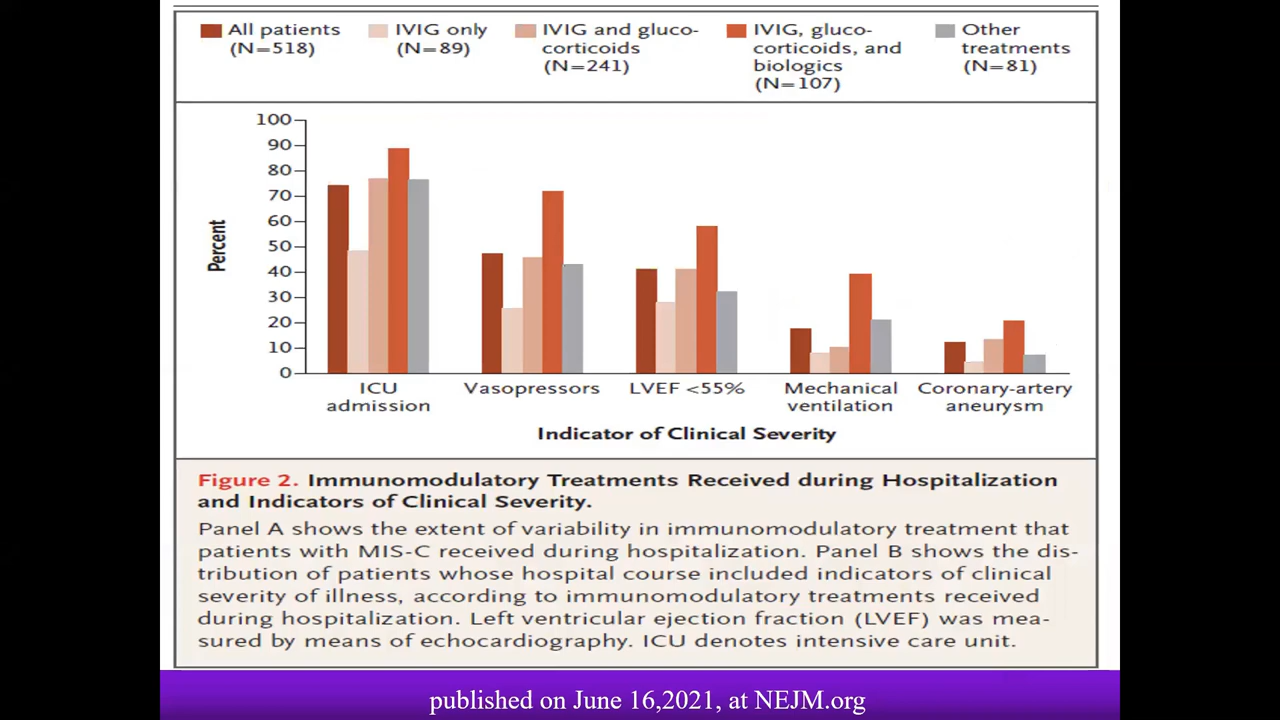 All patients
(N=518)
IVIG only
(N=89)
IVIG and gluco-
corticoids
(N=241)
IVIG, gluco-
corticoids, and
biologics
(N=107)
Other
treatments
(N=81)
Percent
100
90
80
70
60
50
40
30
20
10
0
ICU
admission
Vasopressors
LVEF <55%
Mechanical
ventilation
Coronary-artery
aneurysm
Indicator of Clinical Severity
Figure 2. Immunomodulatory Treatments Received during Hospitalization
and Indicators of Clinical Severity.
Panel A shows the extent of variability in immunomodulatory treatment that
patients with MIS-C received during hospitalization. Panel B shows the dis-
tribution of patients whose hospital course included indicators of clinical
severity of illness, according to immunomodulatory treatments received
during hospitalization. Left ventricular ejection fraction (LVEF) was mea-
sured by means of echocardiography. ICU denotes intensive care unit.
published on June 16,2021, at NEJM.org